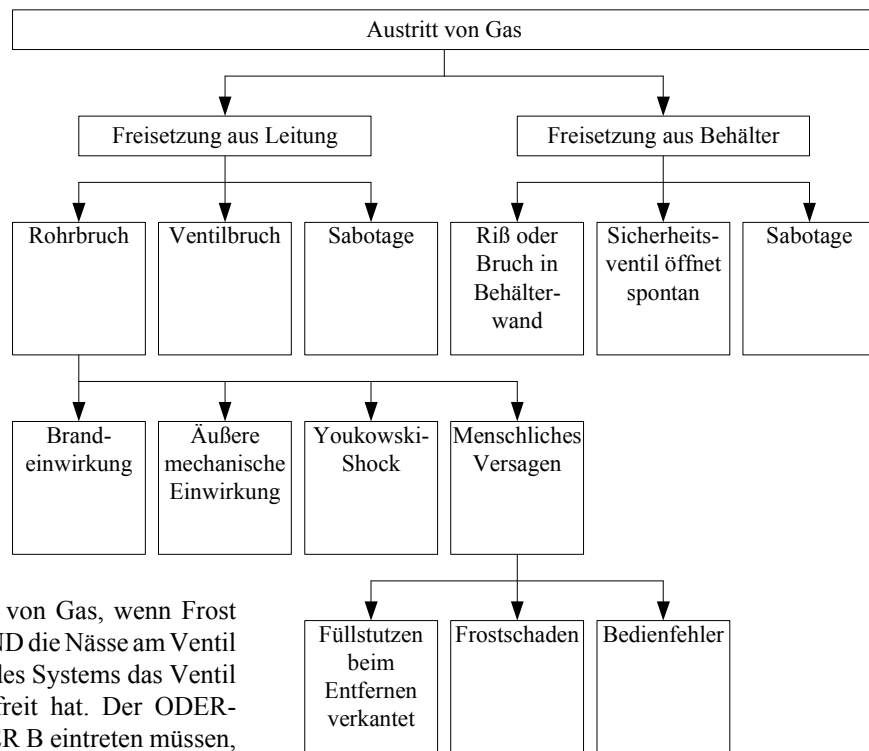 Austritt von Gas
Freisetzung aus Leitung
Freisetzung aus Behälter
Rohrbruch
Ventilbruch
Sabotage
Riß oder
Bruch in
Behälter-
wand
Sicherheits-
ventil öffnet
spontan
Sabotage
Brand-
einwirkung
Äußere
mechanische
Einwirkung
Youkowski-
Shock
Menschliches
Versagen
Füllstutzen
beim
Entfernen
verkantet
Frostschaden
Bedienfehler
von Gas, wenn Frost
ND die Nässe am Ventil
des Systems das Ventil
freit hat. Der ODER-
ER B eintreten müssen,